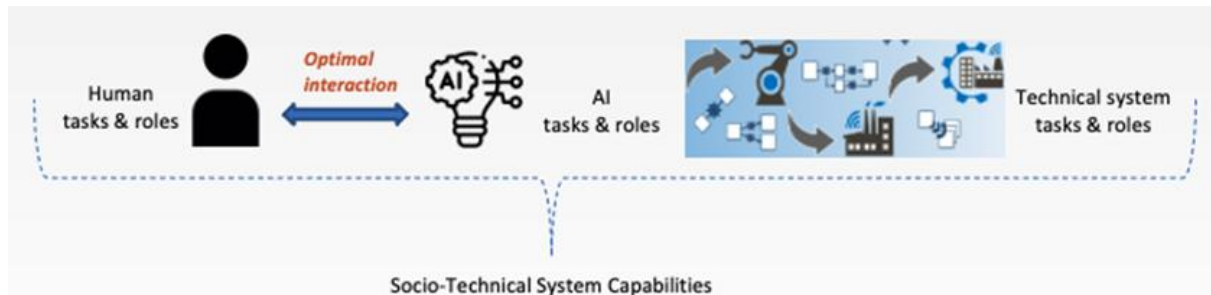 Optimal
interaction
Human
tasks & roles
AI
AI
tasks & roles
Technical system
tasks & roles
Socio-Technical System Capabilities